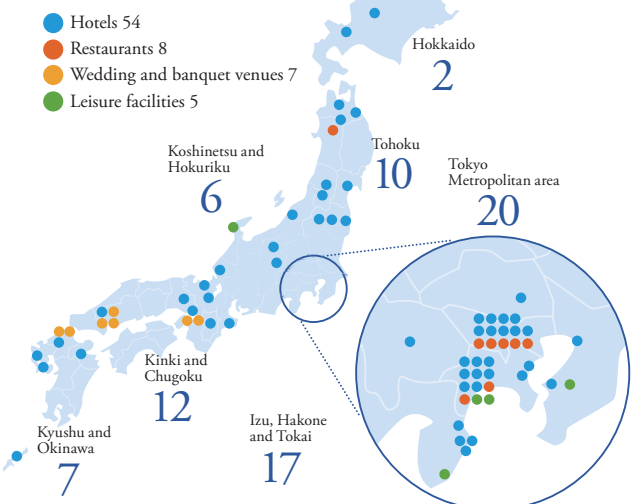 Hotels 54
Restaurants 8
Wedding and banquet venues 7
Leisure facilities 5
Hokkaido
2
Tohoku
10
Koshinetsu and
Hokuriku
6
Tokyo
Metropolitan area
20
Kinki and
Chugoku
12
Izu, Hakone
and Tokai
17
Kyushu and
Okinawa
7